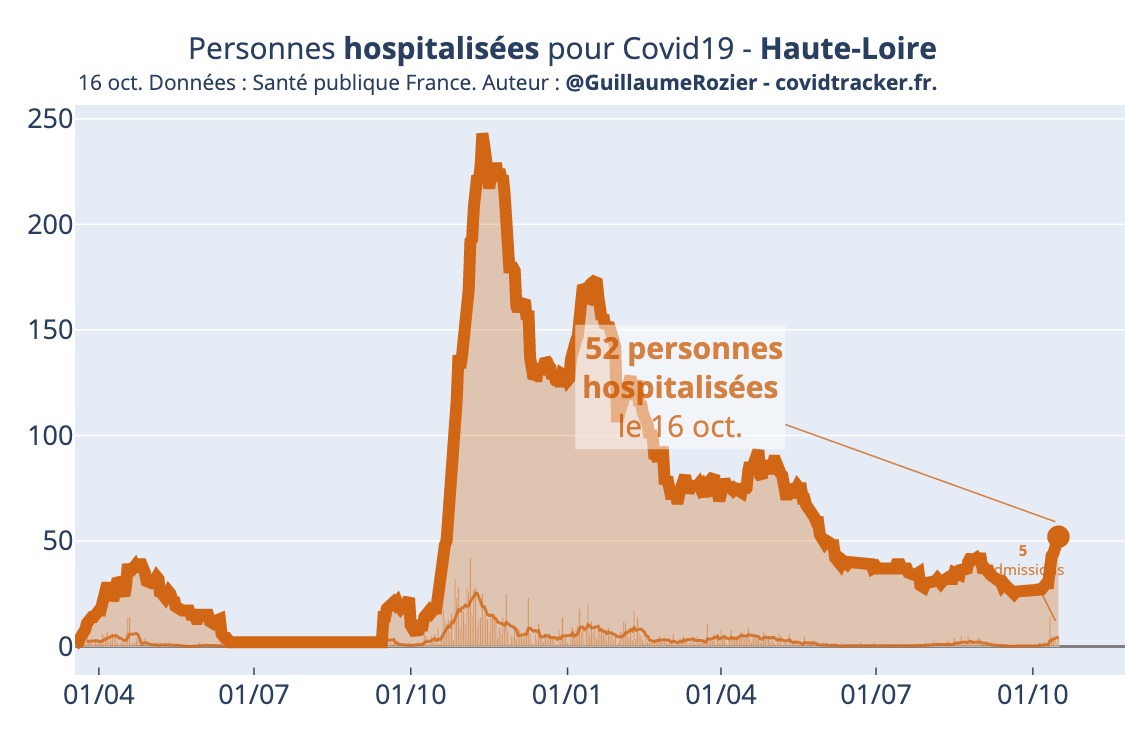 Personnes hospitalisées pour Covid19 - Haute-Loire
16 oct. Données : Santé publique France. Auteur : @GuillaumeRozier - covidtracker.fr.
250
200
150
100
50
0
52 personnes
hospitalisées
le 16 oct.
5
admissions
01/04
01/07
01/10
01/01
01/04
01/07
01/10